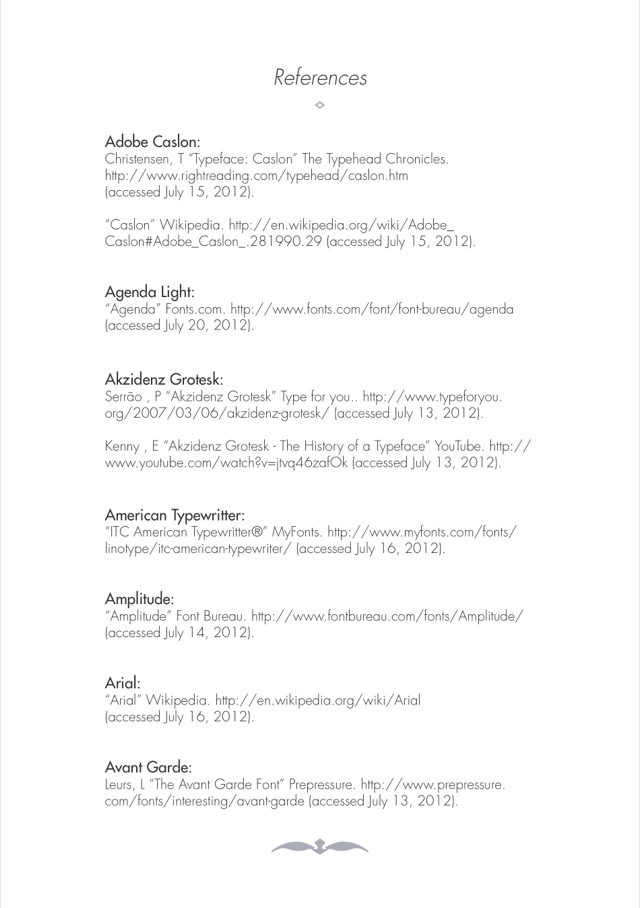 References
Adobe Caslon:
Christensen, T “Typeface: Caslon” The Typehead Chronicles.
http://www.rightreading.com/typehead/caslon.htm
(accessed July 15, 2012).
“Caslon” Wikipedia. http://en.wikipedia.org/wiki/Adobe_
Caslon#Adobe_Caslon_.281990.29 (accessed July 15, 2012).
Agenda Light:
“Agenda” Fonts.com. http://www.fonts.com/font/font-bureau/agenda
(accessed July 20, 2012).
Akzidenz Grotesk:
Serrão , P “Akzidenz Grotesk” Type for you.. http://www.typeforyou.
org/2007/03/06/akzidenz-grotesk/ (accessed July 13, 2012).
Kenny , E “Akzidenz Grotesk - The History of a Typeface” YouTube. http://
www.youtube.com/watch?v=jtvq46zafOk (accessed July 13, 2012).
American Typewritter:
“ITC American Typewritter®” MyFonts. http://www.myfonts.com/fonts/
linotype/itc-american-typewriter/ (accessed July 16, 2012).
Amplitude:
“Amplitude” Font Bureau. http://www.fontbureau.com/fonts/Amplitude/
(accessed July 14, 2012).
Arial:
“Arial” Wikipedia. http://en.wikipedia.org/wiki/Arial
(accessed July 16, 2012).
Avant Garde:
Leurs, L “The Avant Garde Font” Prepressure. http://www.prepressure.
com/fonts/interesting/avant-garde (accessed July 13, 2012).